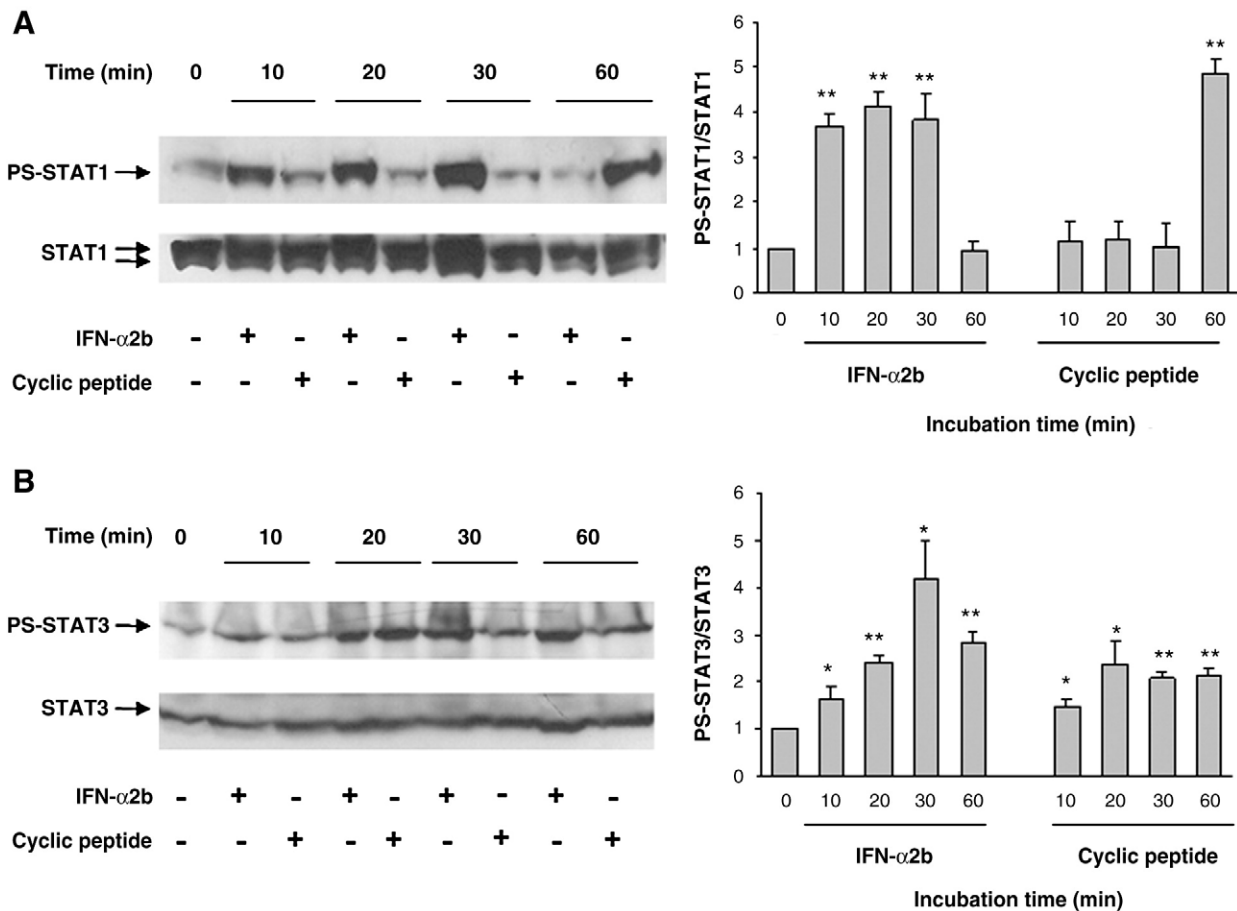 A
Time (min) 0 10 20 30 60
PS-STAT1
STAT1
IFN-α2b - + - + - + - + -
Cyclic peptide - - + - + - + - +
6
5
4
3
2
1
0
PS-STAT1/STAT1
** ** ** **
0 10 20 30 60 10 20 30 60
IFN-α2b Cyclic peptide
Incubation time (min)
B
Time (min) 0 10 20 30 60
PS-STAT3
STAT3
IFN-α2b - + - + - + - + -
Cyclic peptide - - + - + - + - +
6
5
4
3
2
1
0
PS-STAT3/STAT3
* ** * ** * * ** **
0 10 20 30 60 10 20 30 60
IFN-α2b Cyclic peptide
Incubation time (min)